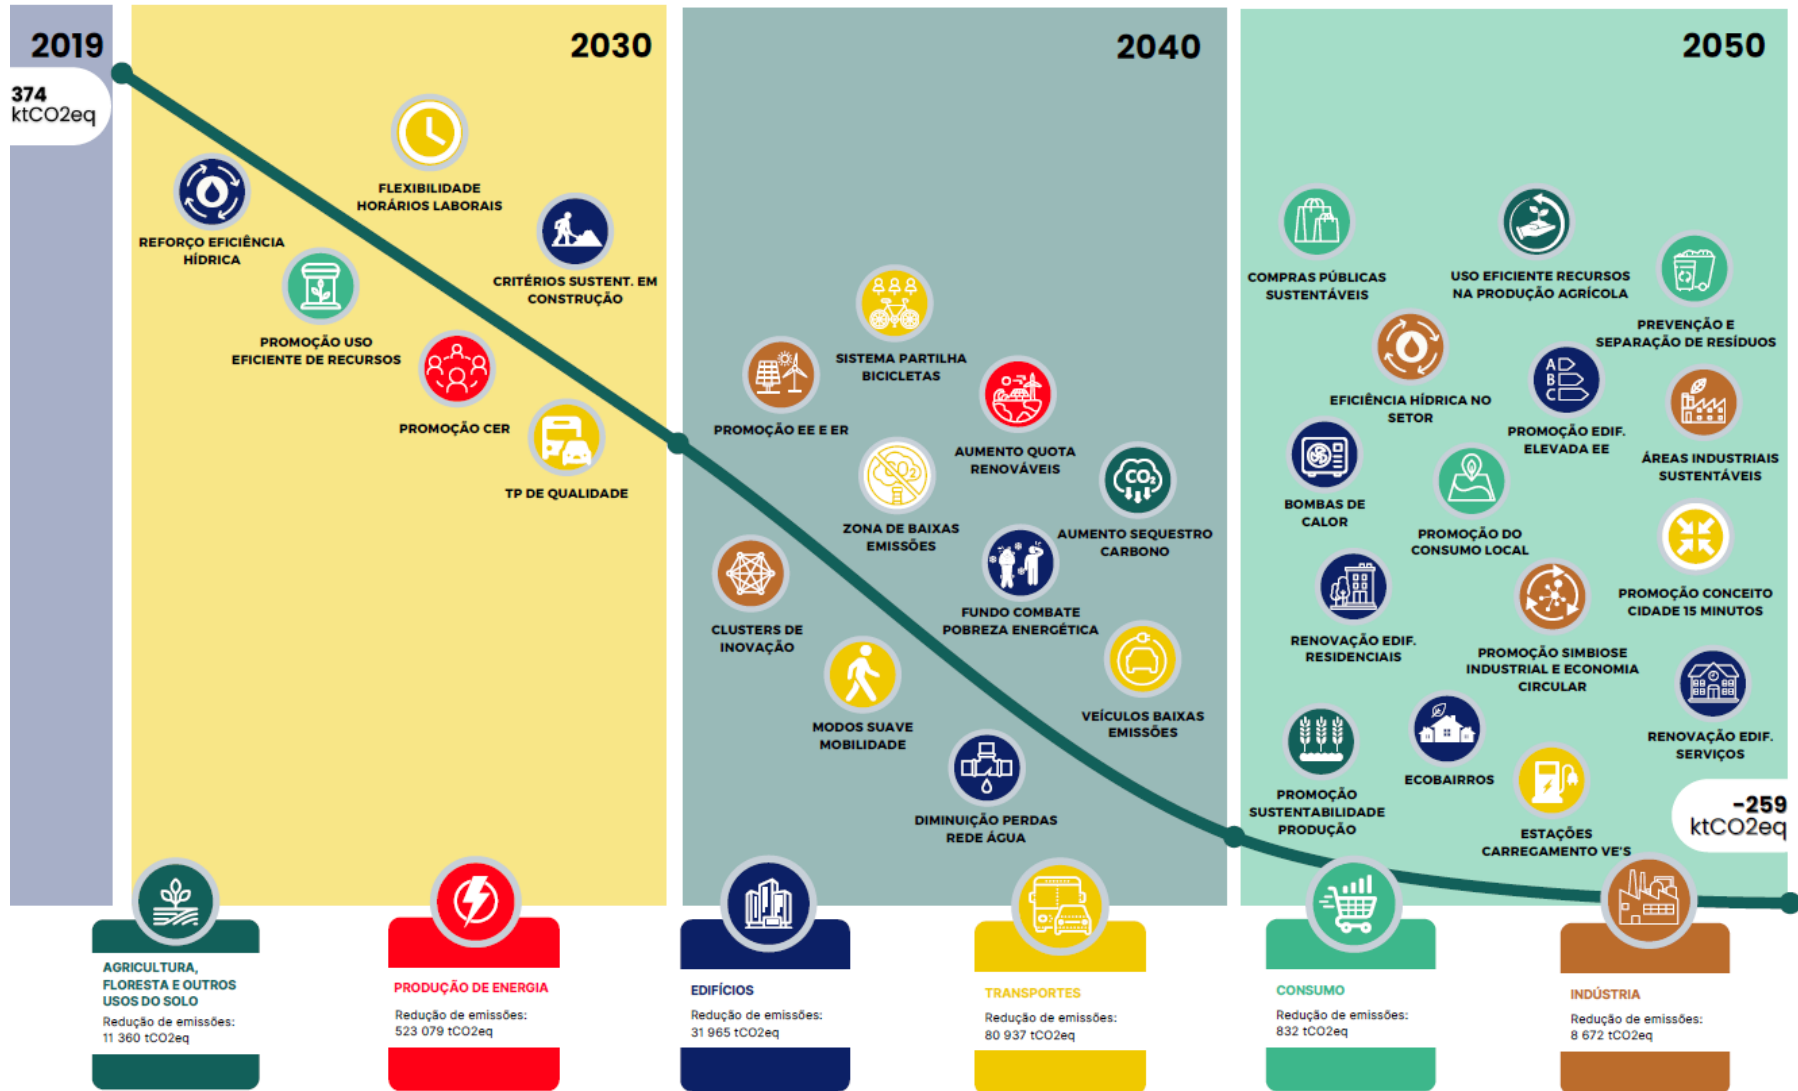 2019
374
ktCO2eq
2030
FLEXIBILIDADE
HORÁRIOS LABORAIS
REFORÇO EFICIÊNCIA
HÍDRICA
CRITÉRIOS SUSTENT. EM
CONSTRUÇÃO
PROMOÇÃO USO
EFICIENTE DE RECURSOS
PROMOÇÃO CER
TP DE QUALIDADE
2040
SISTEMA PARTILHA
BICICLETAS
PROMOÇÃO EE E ER
AUMENTO QUOTA
RENOVÁVEIS
CO2
ZONA DE BAIXAS
EMISSÕES
CO2
AUMENTO SEQUESTRO
CARBONO
CLUSTERS DE
INOVAÇÃO
FUNDO COMBATE
POBREZA ENERGÉTICA
MODOS SUAVE
MOBILIDADE
VEÍCULOS BAIXAS
EMISSÕES
DIMINUIÇÃO PERDAS
REDE ÁGUA
2050
COMPRAS PÚBLICAS
SUSTENTÁVEIS
USO EFICIENTE RECURSOS
NA PRODUÇÃO AGRÍCOLA
PREVENÇÃO E
SEPARAÇÃO DE RESÍDUOS
EFICIÊNCIA HÍDRICA NO
SETOR
A
B
C
PROMOÇÃO EDIF.
ELEVADA EE
ÁREAS INDUSTRIAIS
SUSTENTÁVEIS
BOMBAS DE
CALOR
PROMOÇÃO DO
CONSUMO LOCAL
PROMOÇÃO CONCEITO
CIDADE 15 MINUTOS
RENOVAÇÃO EDIF.
RESIDENCIAIS
PROMOÇÃO SIMBIOSE
INDUSTRIAL E ECONOMIA
CIRCULAR
RENOVAÇÃO EDIF.
SERVIÇOS
PROMOÇÃO
SUSTENTABILIDADE
PRODUÇÃO
ECOBAIRROS
ESTAÇÕES
CARREGAMENTO VE'S
-259
ktCO2eq
AGRICULTURA,
FLORESTA E OUTROS
USOS DO SOLO
Redução de emissões:
11 360 tCO2eq
PRODUÇÃO DE ENERGIA
Redução de emissões:
523 079 tCO2eq
EDIFÍCIOS
Redução de emissões:
31 965 tCO2eq
TRANSPORTES
Redução de emissões:
80 937 tCO2eq
CONSUMO
Redução de emissões:
832 tCO2eq
INDÚSTRIA
Redução de emissões:
8 672 tCO2eq